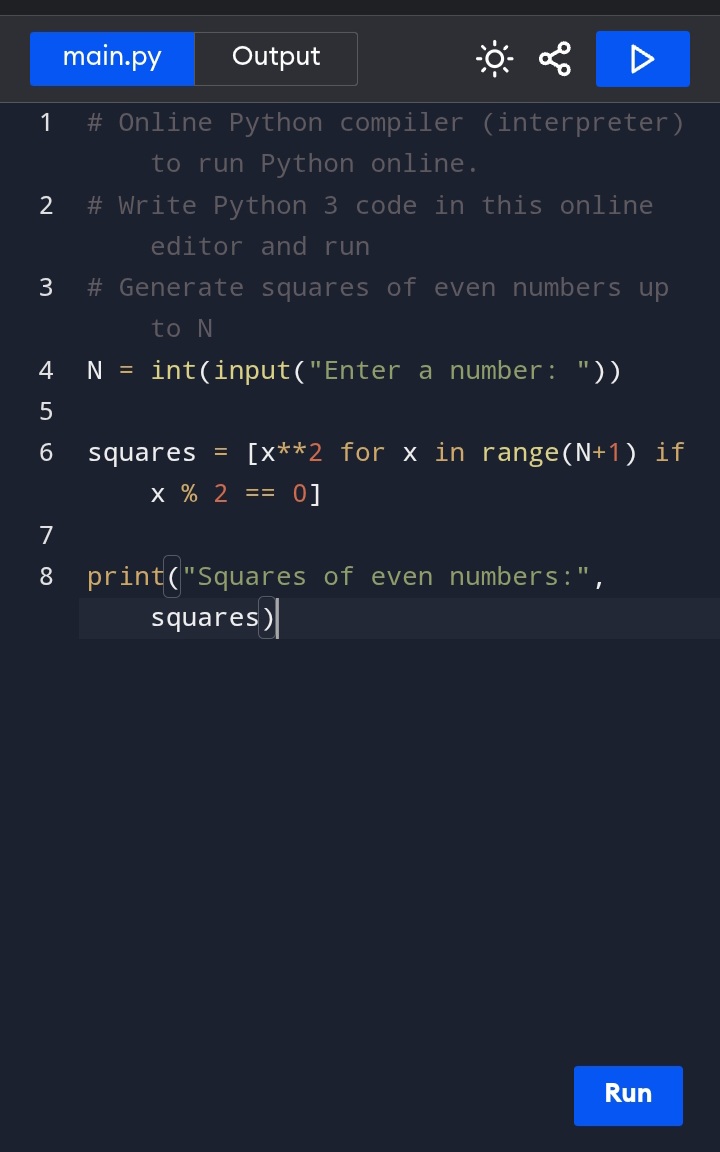 main.py Output
1 # Online Python compiler (interpreter)
to run Python online.
2 # Write Python 3 code in this online
editor and run
3 # Generate squares of even numbers up
to N
4 N = int(input("Enter a number: "))
5
6 squares = [x**2 for x in range(N+1) if
x % 2 == 0]
7
8 print("Squares of even numbers:",
squares)
Run